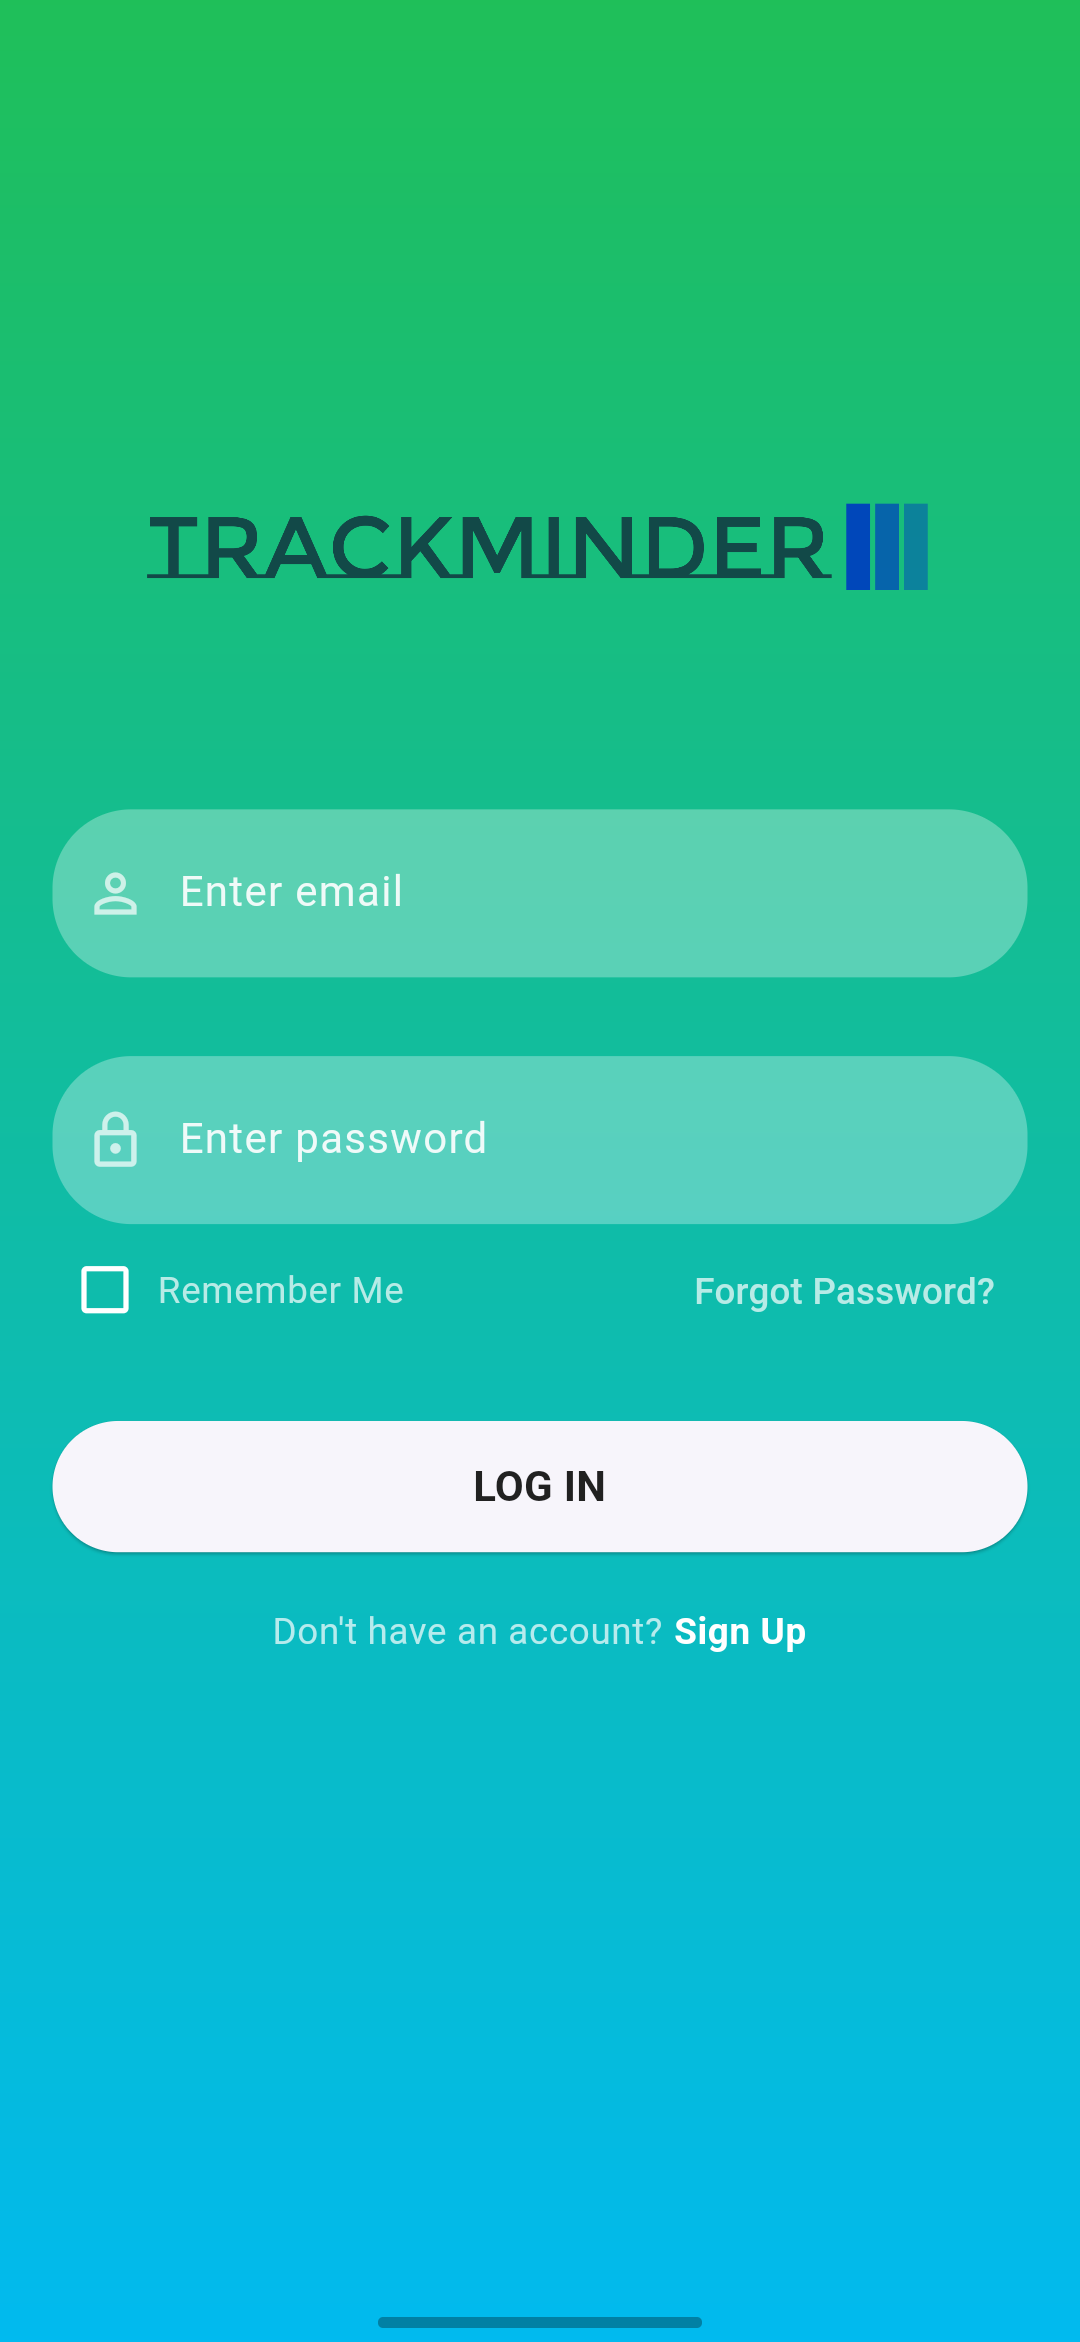 TRACKMINDER
Enter email
Enter password
Remember Me
Forgot Password?
LOG IN
Don't have an account? Sign Up